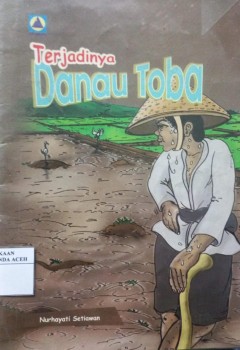 Terjadinya
Danau Toba
KAAN
NDA ACEH
Nurhayati Setiawan